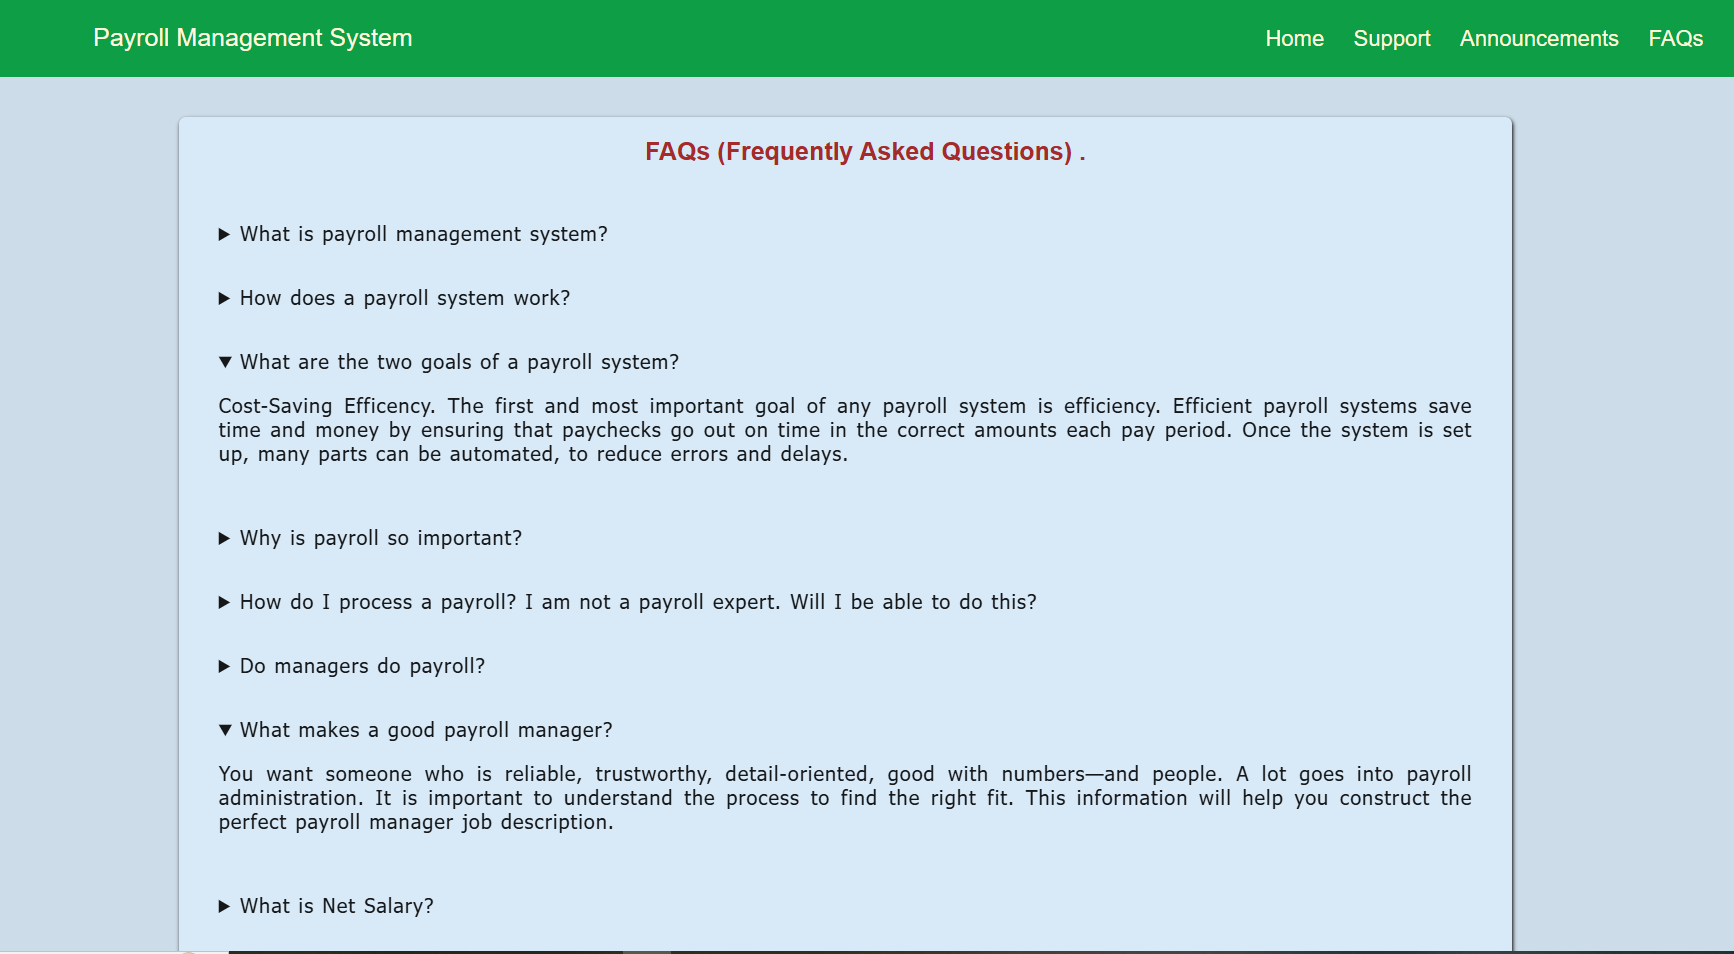 Payroll Management System
Home Support Announcements FAQs
FAQs (Frequently Asked Questions) .
What is payroll management system?
How does a payroll system work?
What are the two goals of a payroll system?
Cost-Saving Efficency. The first and most important goal of any payroll system is efficiency. Efficient payroll systems save
time and money by ensuring that paychecks go out on time in the correct amounts each pay period. Once the system is set
up, many parts can be automated, to reduce errors and delays.
Why is payroll so important?
How do I process a payroll? I am not a payroll expert. Will I be able to do this?
Do managers do payroll?
What makes a good payroll manager?
You want someone who is reliable, trustworthy, detail-oriented, good with numbers—and people. A lot goes into payroll
administration. It is important to understand the process to find the right fit. This information will help you construct the
perfect payroll manager job description.
What is Net Salary?